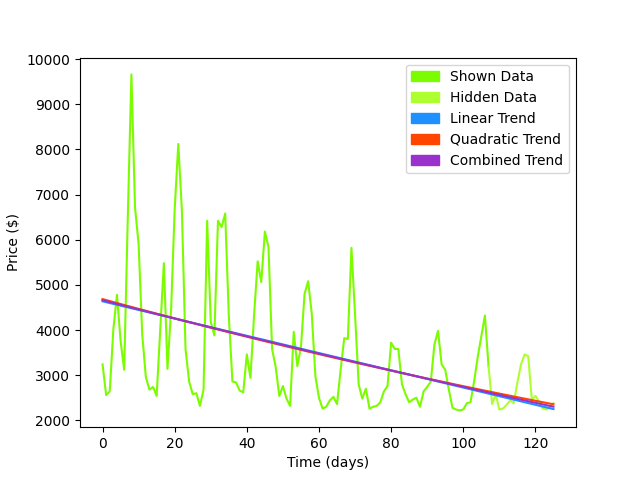 10000
9000
8000
7000
6000
5000
4000
3000
2000
Price ($)
Shown Data
Hidden Data
Linear Trend
Quadratic Trend
Combined Trend
0 20 40 60 80 100 120
Time (days)